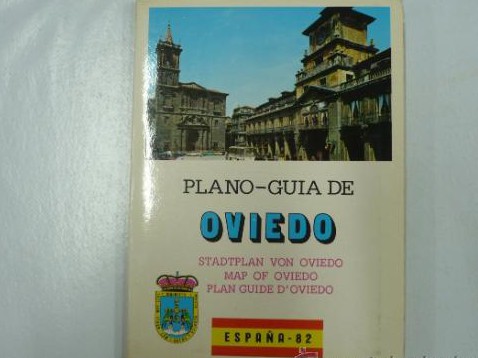 PLANO-GUIA DE
OVIEDO
STADTPLAN VON OVIEDO
MAP OF OVIEDO
PLAN GUIDE D'OVIEDO
ESPAÑA-82